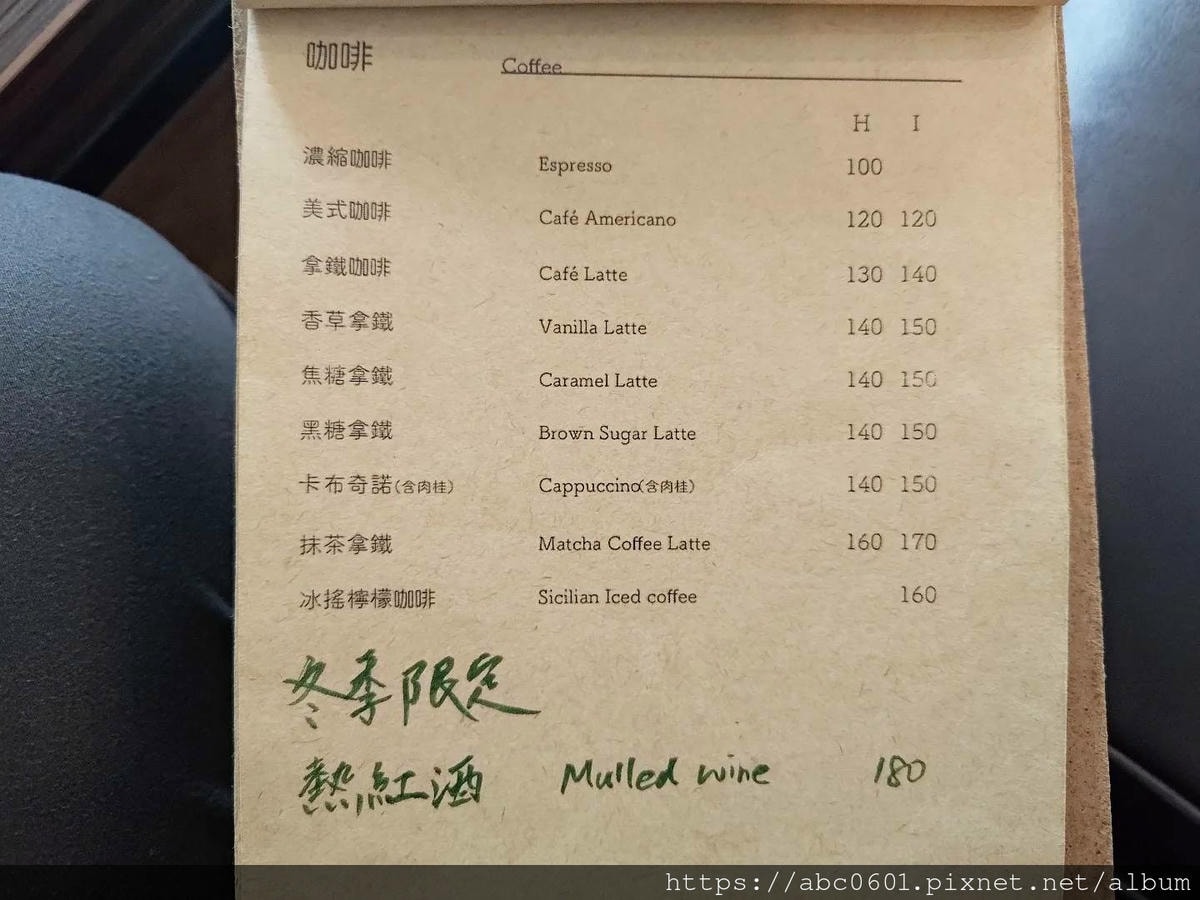 咖啡 Coffee
H I
濃縮咖啡 Espresso 100
美式咖啡 Café Americano 120 120
拿鐵咖啡 Café Latte 130 140
香草拿鐵 Vanilla Latte 140 150
焦糖拿鐵 Caramel Latte 140 150
黑糖拿鐵 Brown Sugar Latte 140 150
卡布奇諾(含肉桂) Cappuccino(含肉桂) 140 150
抹茶拿鐵 Matcha Coffee Latte 160 170
冰搖檸檬咖啡 Sicilian Iced coffee 160
冬季限定
熱紅酒 Mulled wine 180
https://abc0601.pixnet.net/album